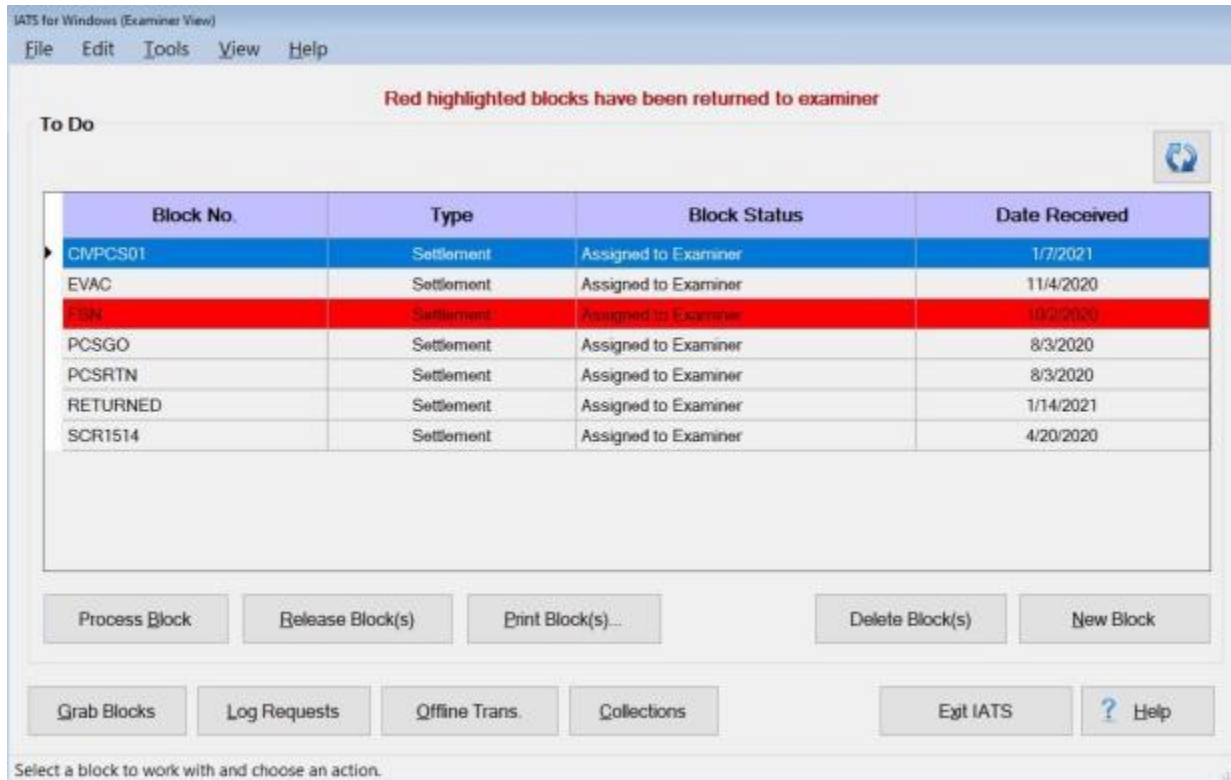 IATS for Windows (Examiner View)
File Edit Tools View Help
Red highlighted blocks have been returned to examiner
To Do
Block No. Type Block Status Date Received
CIVPCS01 Settlement Assigned to Examiner 1/7/2021
EVAC Settlement Assigned to Examiner 11/4/2020
Settlement Assigned to Examiner 10/2/2020
PCSGO Settlement Assigned to Examiner 8/3/2020
PCSRTN Settlement Assigned to Examiner 8/3/2020
RETURNED Settlement Assigned to Examiner 1/14/2021
SCR1514 Settlement Assigned to Examiner 4/20/2020
Process Block Release Block(s) Print Block(s)... Delete Block(s) New Block
Grab Blocks Log Requests Offline Trans. Collections Exit IATS ? Help
Select a block to work with and choose an action.